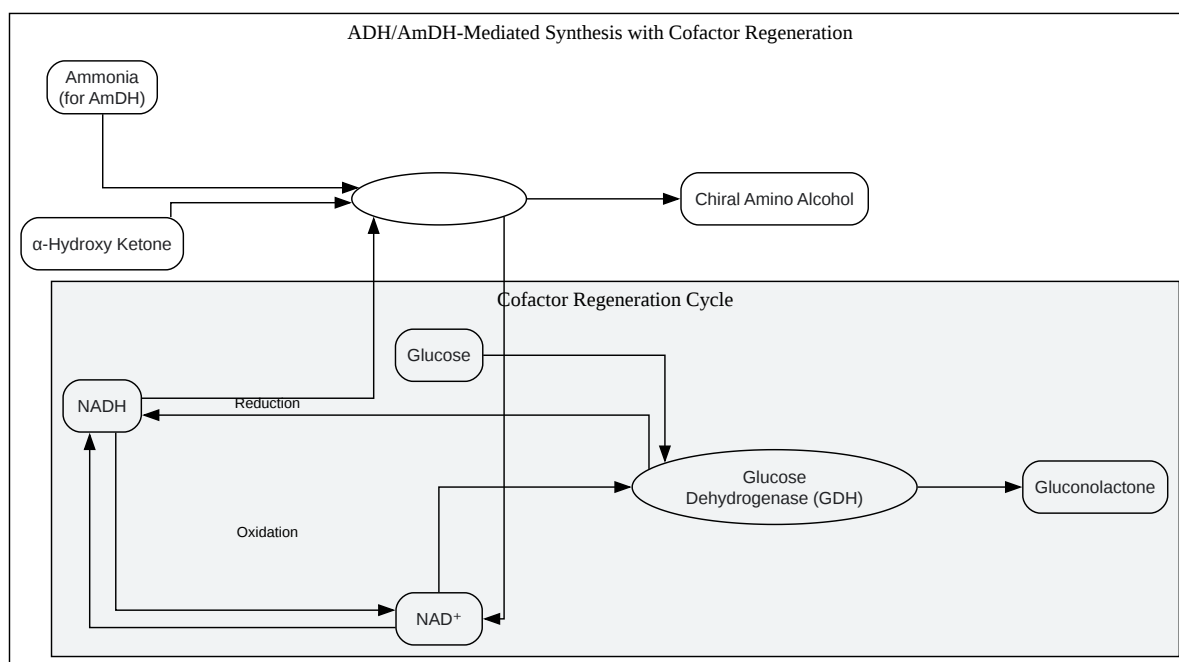 ADH/AmDH-Mediated Synthesis with Cofactor Regeneration
Ammonia
(for AmDH)
Chiral Amino Alcohol
α-Hydroxy Ketone
Cofactor Regeneration Cycle
Glucose
NADH
Reduction
Glucose
Dehydrogenase (GDH)
Gluconolactone
Oxidation
NAD⁺